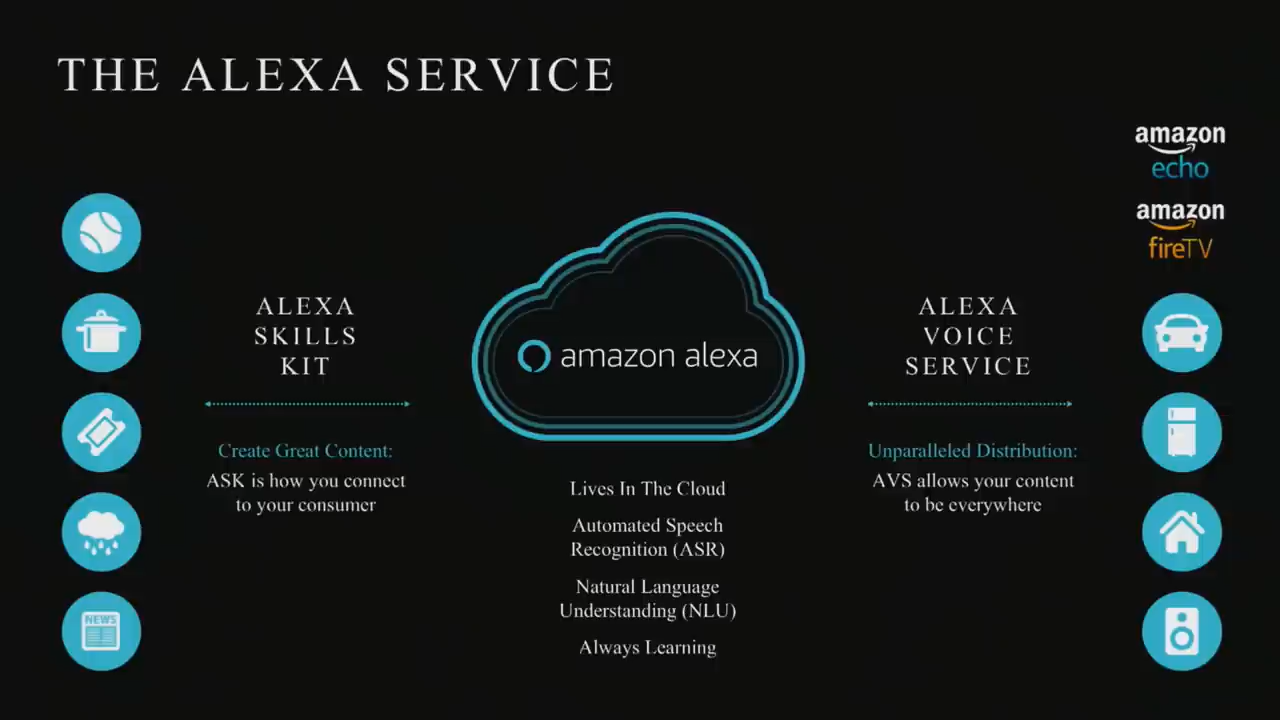 THE ALEXA SERVICE
amazon
echo
amazon
fireTV
ALEXA
SKILLS
KIT
Create Great Content:
ASK is how you connect
to your consumer
amazon alexa
Lives In The Cloud
Automated Speech
Recognition (ASR)
Natural Language
Understanding (NLU)
Always Learning
ALEXA
VOICE
SERVICE
Unparalleled Distribution:
AVS allows your content
to be everywhere
NEWS